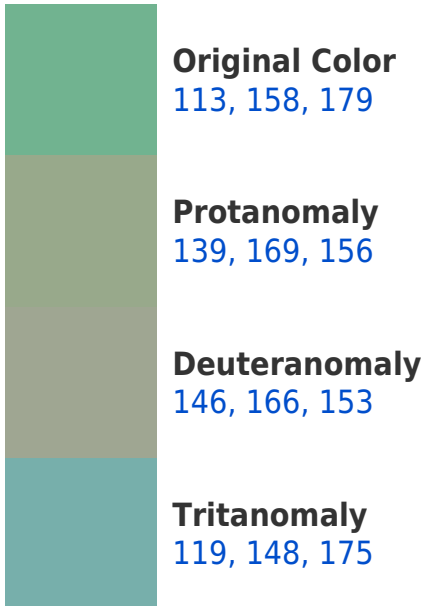 Original Color
113, 158, 179
Protanomaly
139, 169, 156
Deuteranomaly
146, 166, 153
Tritanomaly
119, 148, 175